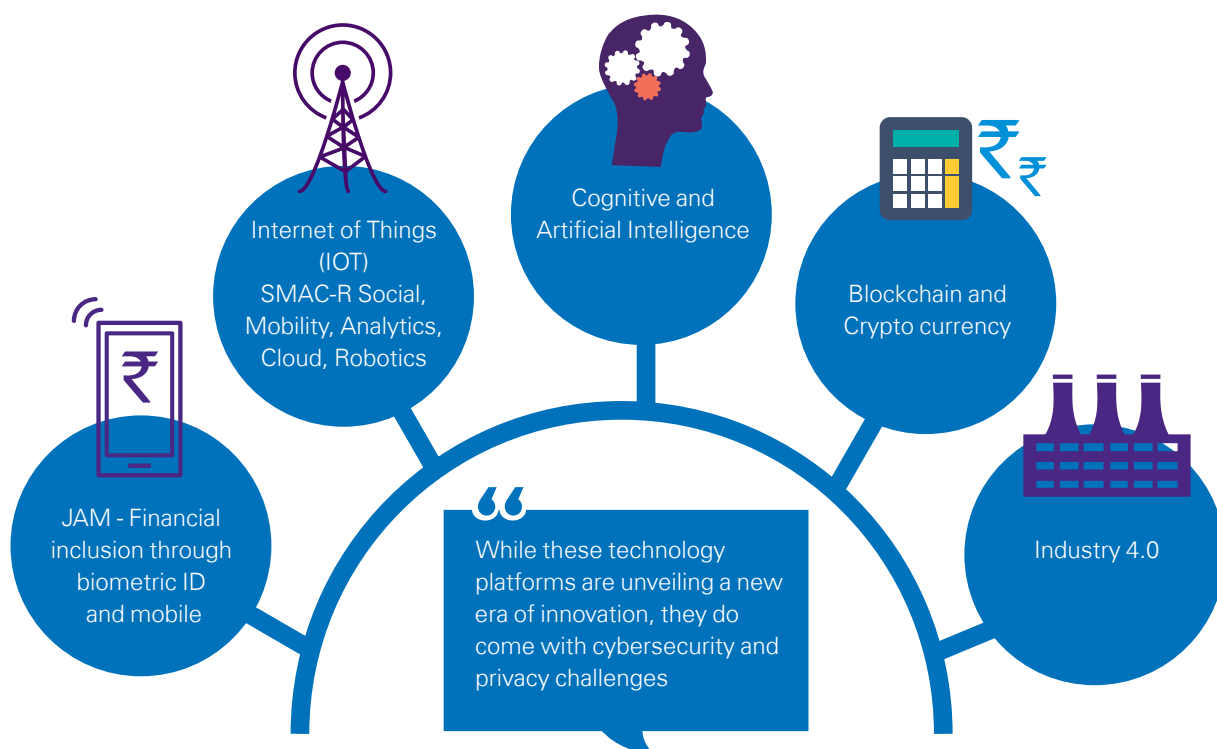 JAM - Financial
inclusion through
biometric ID
and mobile
Internet of Things
(IOT)
SMAC-R Social,
Mobility, Analytics,
Cloud, Robotics
Cognitive and
Artificial Intelligence
Blockchain and
Crypto currency
Industry 4.0
“
While these technology
platforms are unveiling a new
era of innovation, they do
come with cybersecurity and
privacy challenges
₹
₹
₹